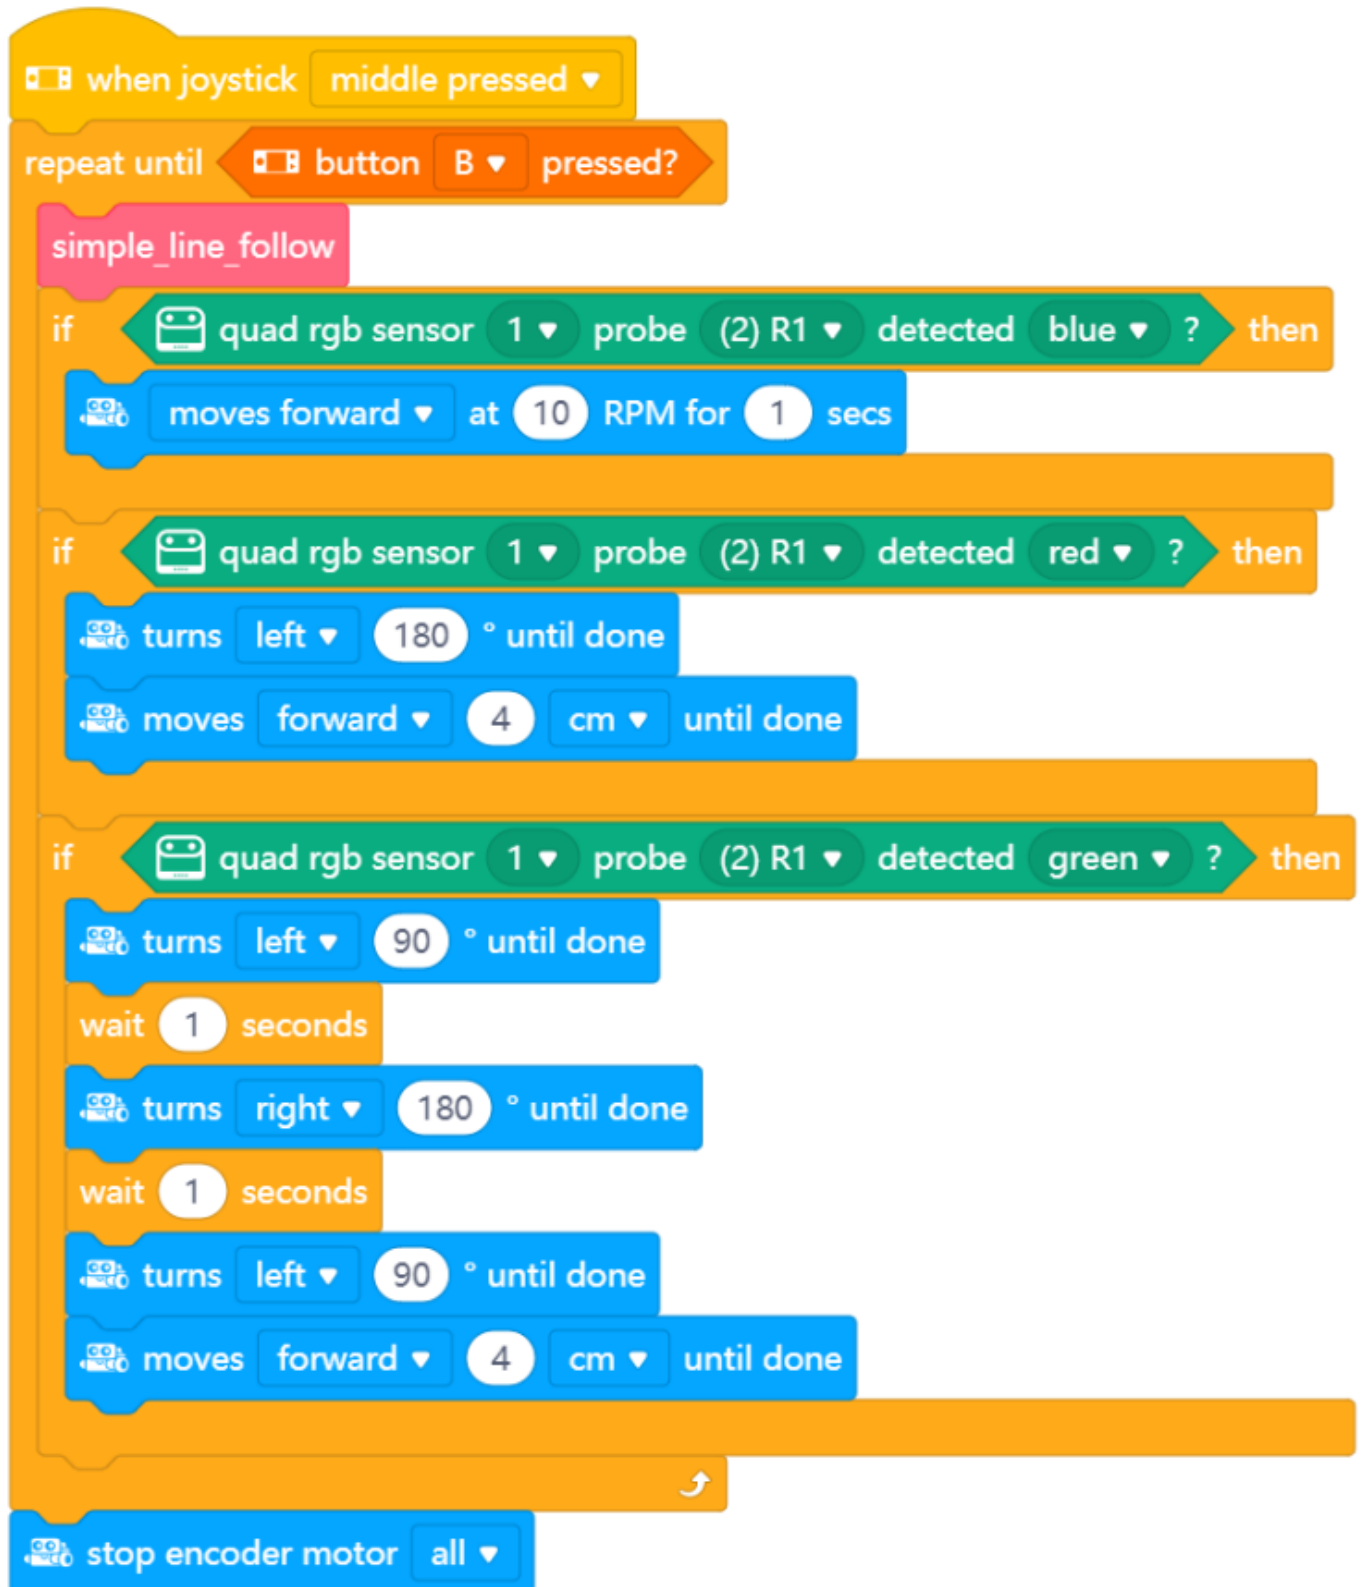 when joystick middle pressed
repeat until button B pressed?
simple_line_follow
if quad rgb sensor 1 probe (2) R1 detected blue ? then
moves forward at 10 RPM for 1 secs
if quad rgb sensor 1 probe (2) R1 detected red ? then
turns left 180 ° until done
moves forward 4 cm until done
if quad rgb sensor 1 probe (2) R1 detected green ? then
turns left 90 ° until done
wait 1 seconds
turns right 180 ° until done
wait 1 seconds
turns left 90 ° until done
moves forward 4 cm until done
stop encoder motor all